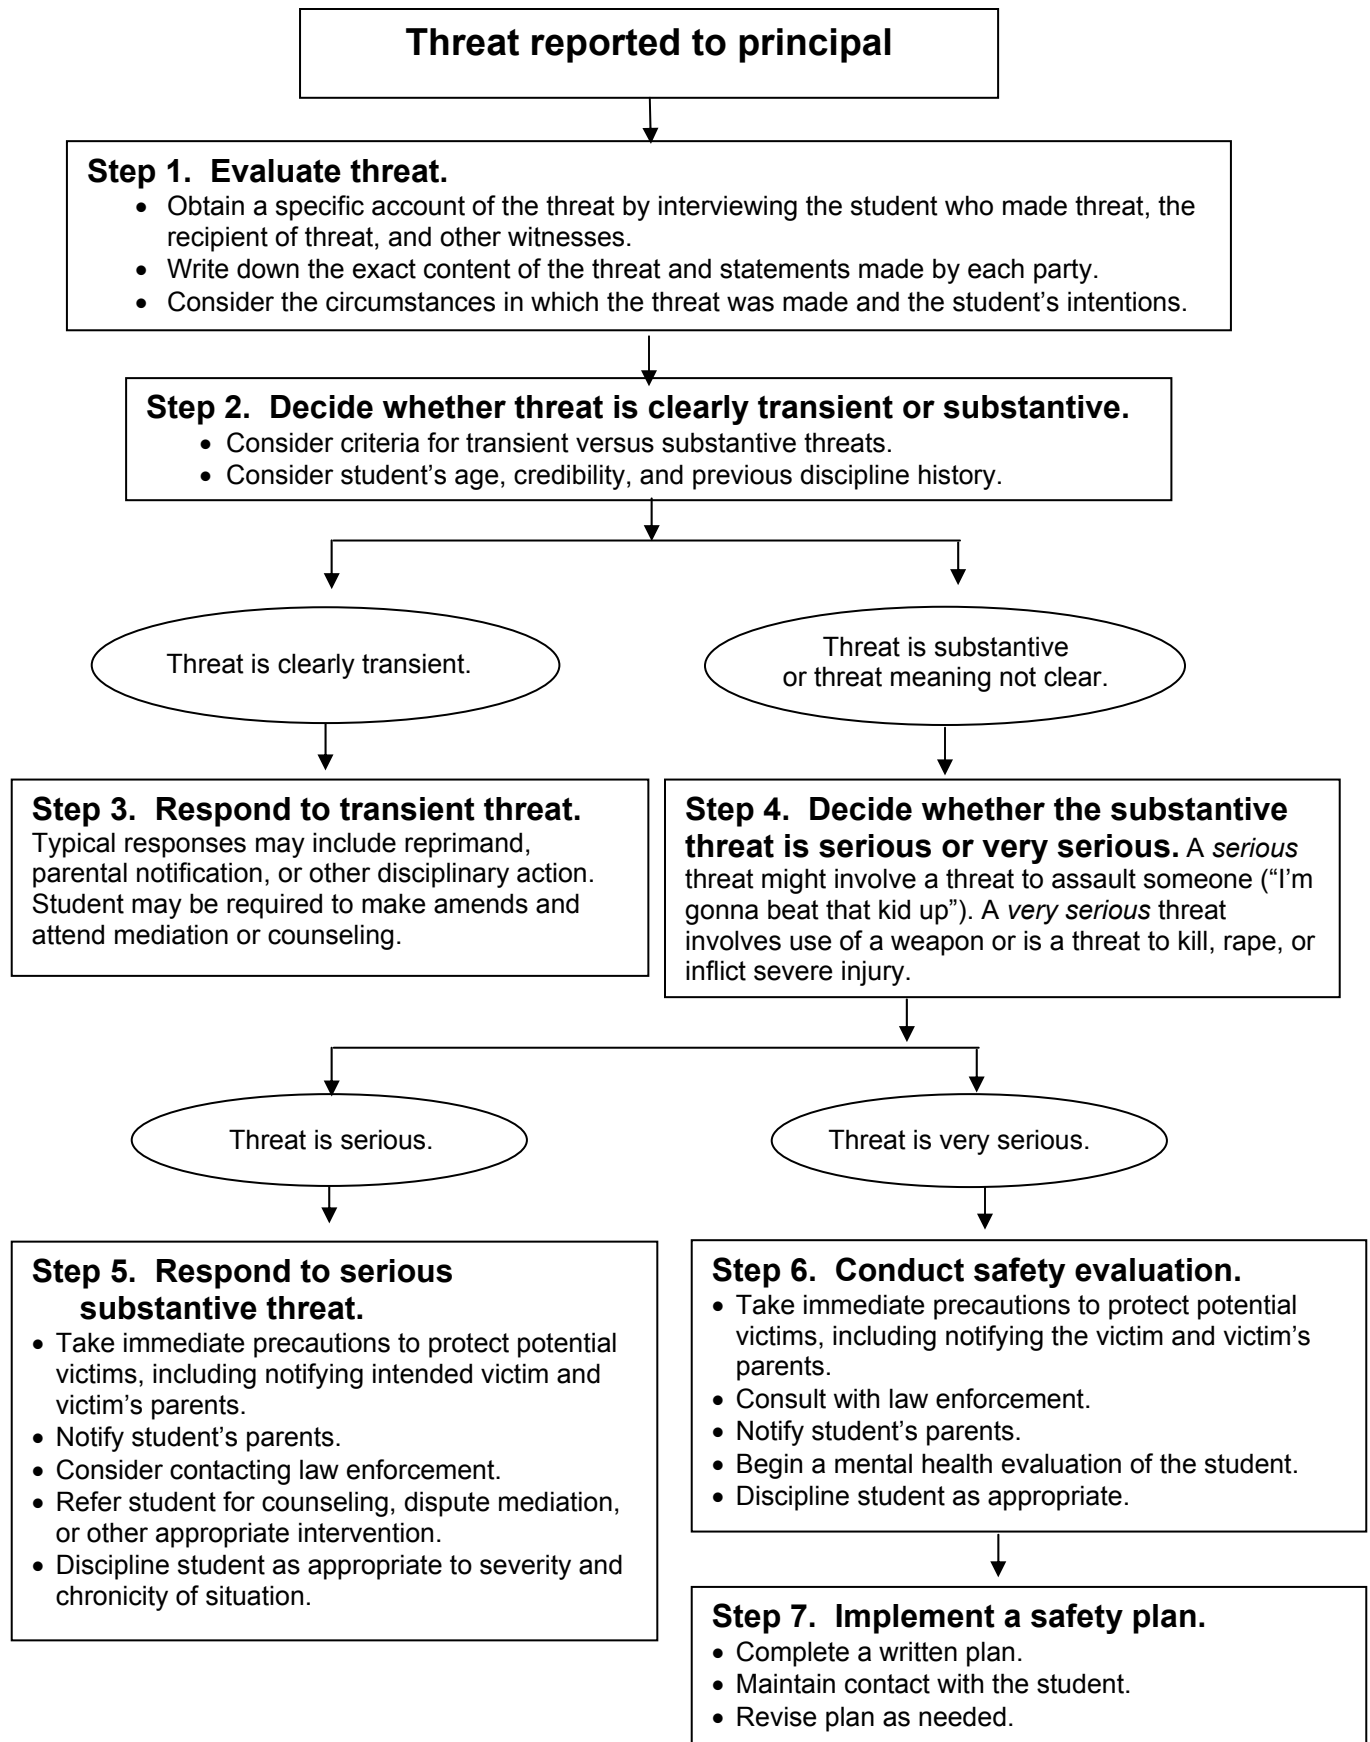 Threat reported to principal
Step 1. Evaluate threat.
• Obtain a specific account of the threat by interviewing the student who made threat, the
recipient of threat, and other witnesses.
• Write down the exact content of the threat and statements made by each party.
• Consider the circumstances in which the threat was made and the student’s intentions.
Step 2. Decide whether threat is clearly transient or substantive.
• Consider criteria for transient versus substantive threats.
• Consider student’s age, credibility, and previous discipline history.
Threat is clearly transient.
Threat is substantive
or threat meaning not clear.
Step 3. Respond to transient threat.
Typical responses may include reprimand,
parental notification, or other disciplinary action.
Student may be required to make amends and
attend mediation or counseling.
Step 4. Decide whether the substantive
threat is serious or very serious. A serious
threat might involve a threat to assault someone (“I’m
gonna beat that kid up”). A very serious threat
involves use of a weapon or is a threat to kill, rape, or
inflict severe injury.
Threat is serious.
Threat is very serious.
Step 5. Respond to serious
substantive threat.
• Take immediate precautions to protect potential
victims, including notifying intended victim and
victim’s parents.
• Notify student’s parents.
• Consider contacting law enforcement.
• Refer student for counseling, dispute mediation,
or other appropriate intervention.
• Discipline student as appropriate to severity and
chronicity of situation.
Step 6. Conduct safety evaluation.
• Take immediate precautions to protect potential
victims, including notifying the victim and victim’s
parents.
• Consult with law enforcement.
• Notify student’s parents.
• Begin a mental health evaluation of the student.
• Discipline student as appropriate.
Step 7. Implement a safety plan.
• Complete a written plan.
• Maintain contact with the student.
• Revise plan as needed.